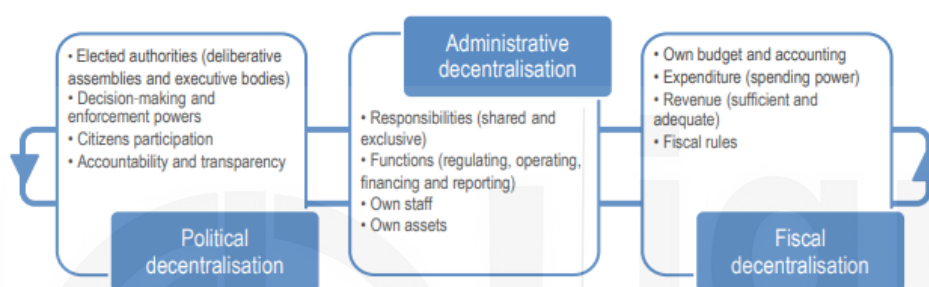 • Elected authorities (deliberative
assemblies and executive bodies)
• Decision-making and
enforcement powers
• Citizens participation
• Accountability and transparency
Political
decentralisation
Administrative
decentralisation
• Responsibilities (shared and
exclusive)
• Functions (regulating, operating,
financing and reporting)
• Own staff
• Own assets
• Own budget and accounting
• Expenditure (spending power)
• Revenue (sufficient and
adequate)
• Fiscal rules
Fiscal
decentralisation